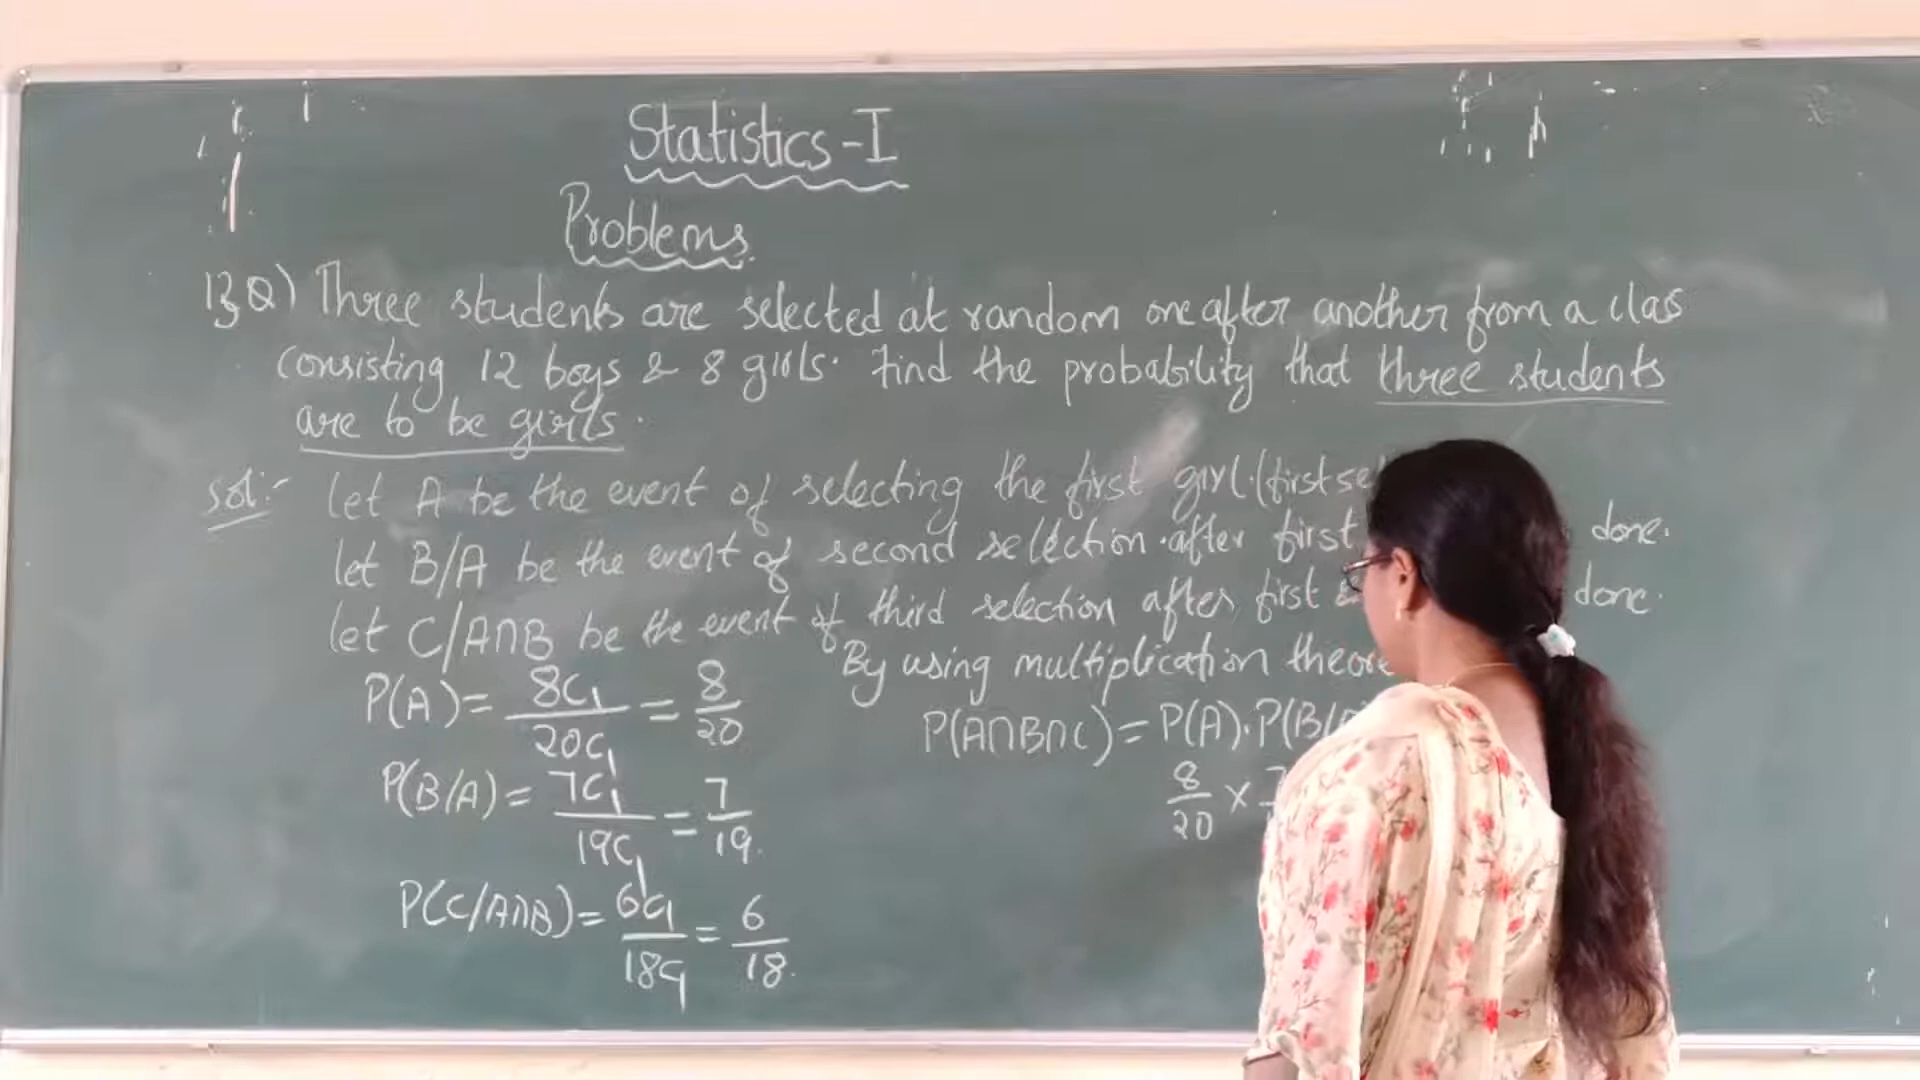 Statistics-I
Problems.
13Q) Three students are selected at random one after another from a class
consisting 12 boys & 8 girls. Find the probability that three students
are to be girls.
Sol:- Let A be the event of selecting the first girl. (first se
let B/A be the event of second selection after first done.
let C/A∩B be the event of third selection after first done.
By using multiplication theore
P(A) = 8C₁/20C₁ = 8/20
P(A∩B∩C) = P(A).P(B/
8/20 ×
P(B/A) = 7C₁/19C₁ = 7/19.
P(C/A∩B) = 6C₁/18C₁ = 6/18.